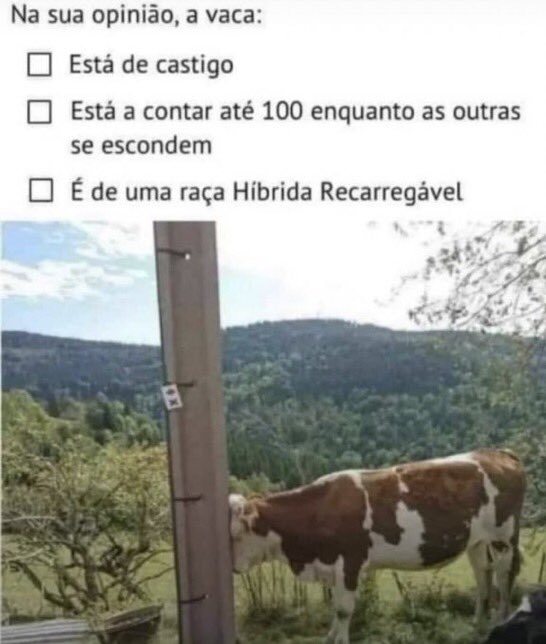 Na sua opinião, a vaca:
Está de castigo
Está a contar até 100 enquanto as outras
se escondem
É de uma raça Híbrida Recarregável